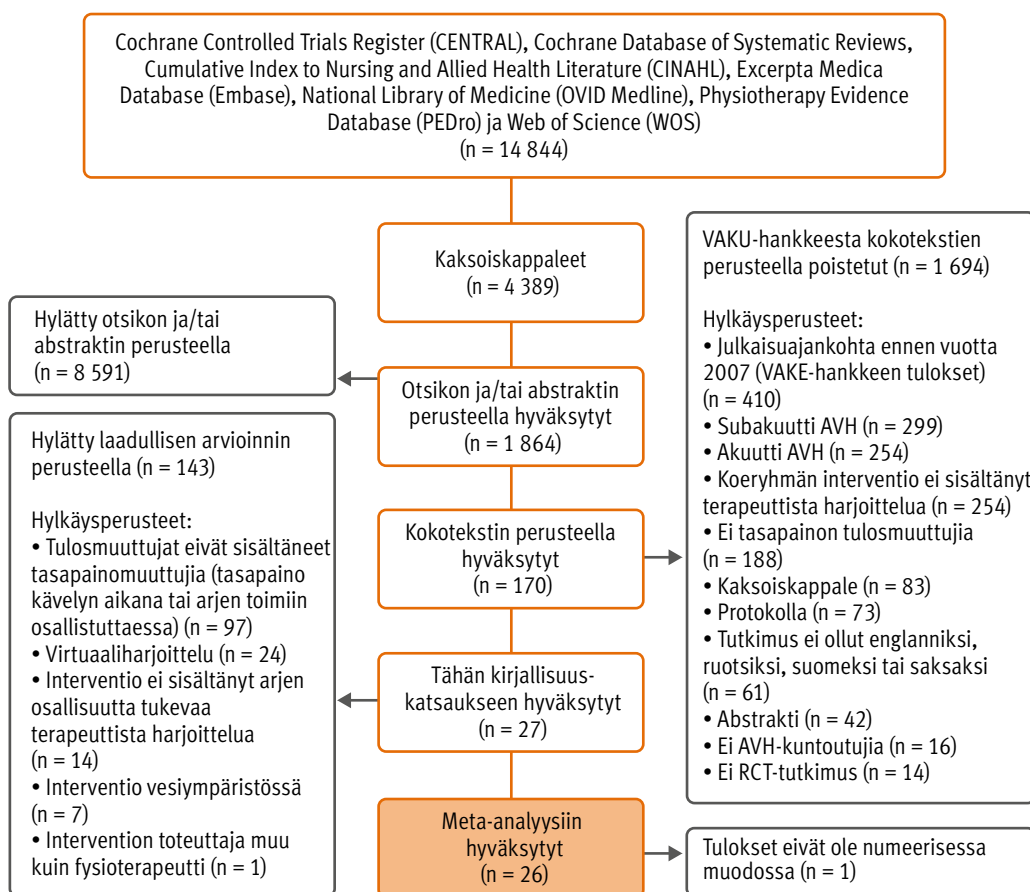 Cochrane Controlled Trials Register (CENTRAL), Cochrane Database of Systematic Reviews,
Cumulative Index to Nursing and Allied Health Literature (CINAHL), Excerpta Medica
Database (Embase), National Library of Medicine (OVID Medline), Physiotherapy Evidence
Database (PEDro) ja Web of Science (WOS)
(n = 14 844)
Kaksoiskappaleet
(n = 4 389)
Hylätty otsikon ja/tai
abstraktin perusteella
(n = 8 591)
Otsikon ja/tai abstraktin
perusteella hyväksytyt
(n = 1 864)
VAKU-hankkeesta kokotekstien
perusteella poistetut (n = 1 694)
Hylkäysperusteet:
• Julkaisuajankohta ennen vuotta
2007 (VAKE-hankkeen tulokset)
(n = 410)
• Subakuutti AVH (n = 299)
• Akuutti AVH (n = 254)
• Koeryhmän interventio ei sisältänyt
terapeuttista harjoittelua (n = 254)
• Ei tasapainon tulosmuuttujia
(n = 188)
• Kaksoiskappale (n = 83)
• Protokolla (n = 73)
• Tutkimus ei ollut englanniksi,
ruotsiksi, suomeksi tai saksaksi
(n = 61)
• Abstrakti (n = 42)
• Ei AVH-kuntoutujia (n = 16)
• Ei RCT-tutkimus (n = 14)
Kokotekstin perusteella
hyväksytyt
(n = 170)
Hylätty laadullisen arvioinnin
perusteella (n = 143)
Hylkäysperusteet:
• Tulosmuuttujat eivät sisältäneet
tasapainomuuttujia (tasapaino
kävelyn aikana tai arjen toimiin
osallistuttaessa) (n = 97)
• Virtuaaliharjoittelu (n = 24)
• Interventio ei sisältänyt arjen
osallisuutta tukevaa
terapeuttista harjoittelua
(n = 14)
• Interventio vesiympäristössä
(n = 7)
• Intervention toteuttaja muu
kuin fysioterapeutti (n = 1)
Tähän kirjallisuus-
katsaukseen hyväksytyt
(n = 27)
Meta-analyysiin
hyväksytyt
(n = 26)
Tulokset eivät ole numeerisessa
muodossa (n = 1)